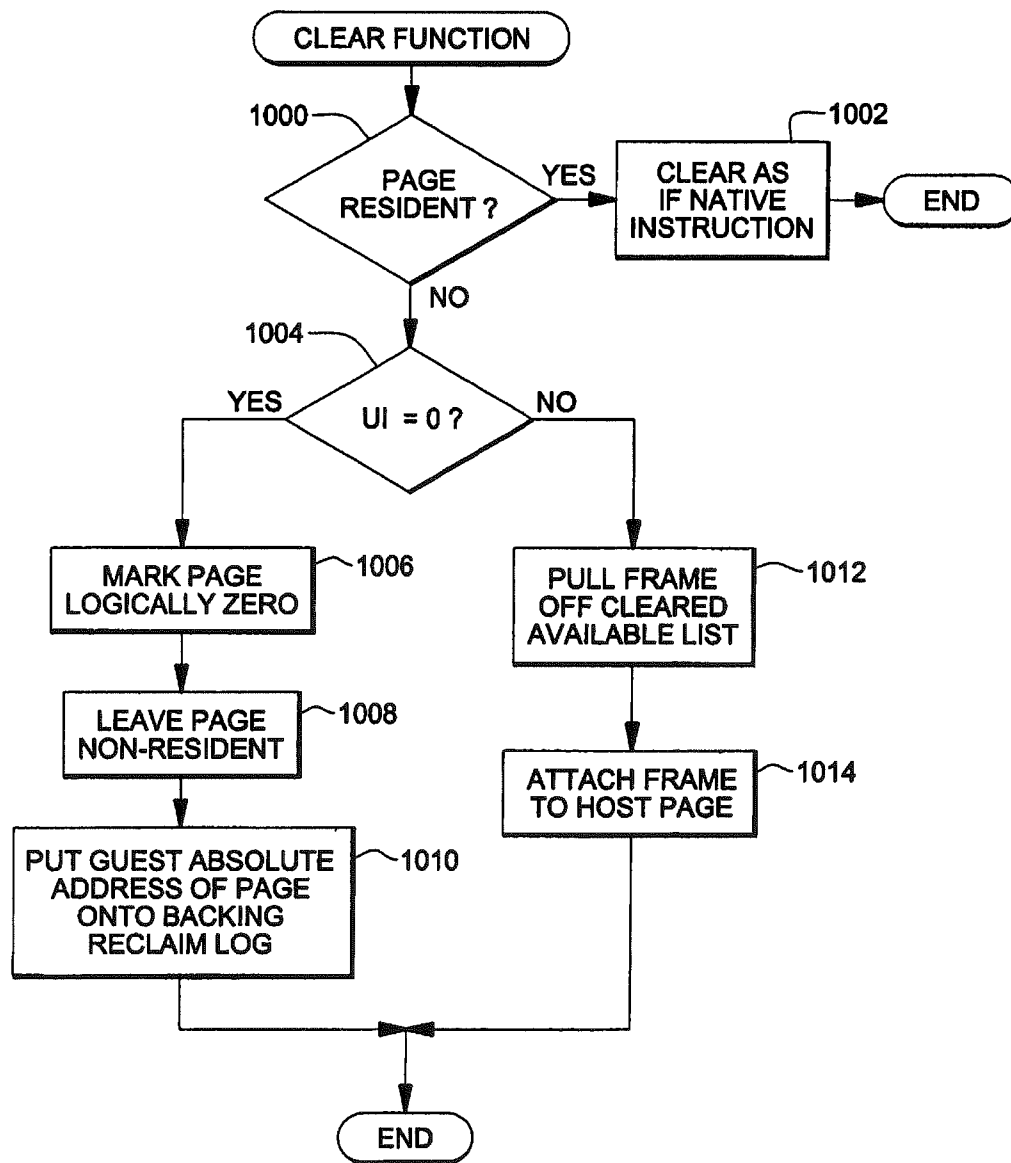 CLEAR FUNCTION
1000
PAGE
RESIDENT ?
YES
1002
CLEAR AS
IF NATIVE
INSTRUCTION
END
NO
1004
YES
UI = 0 ?
NO
MARK PAGE
LOGICALLY ZERO
1006
LEAVE PAGE
NON-RESIDENT
1008
PUT GUEST ABSOLUTE
ADDRESS OF PAGE
ONTO BACKING
RECLAIM LOG
1010
PULL FRAME
OFF CLEARED
AVAILABLE LIST
1012
ATTACH FRAME
TO HOST PAGE
1014
END